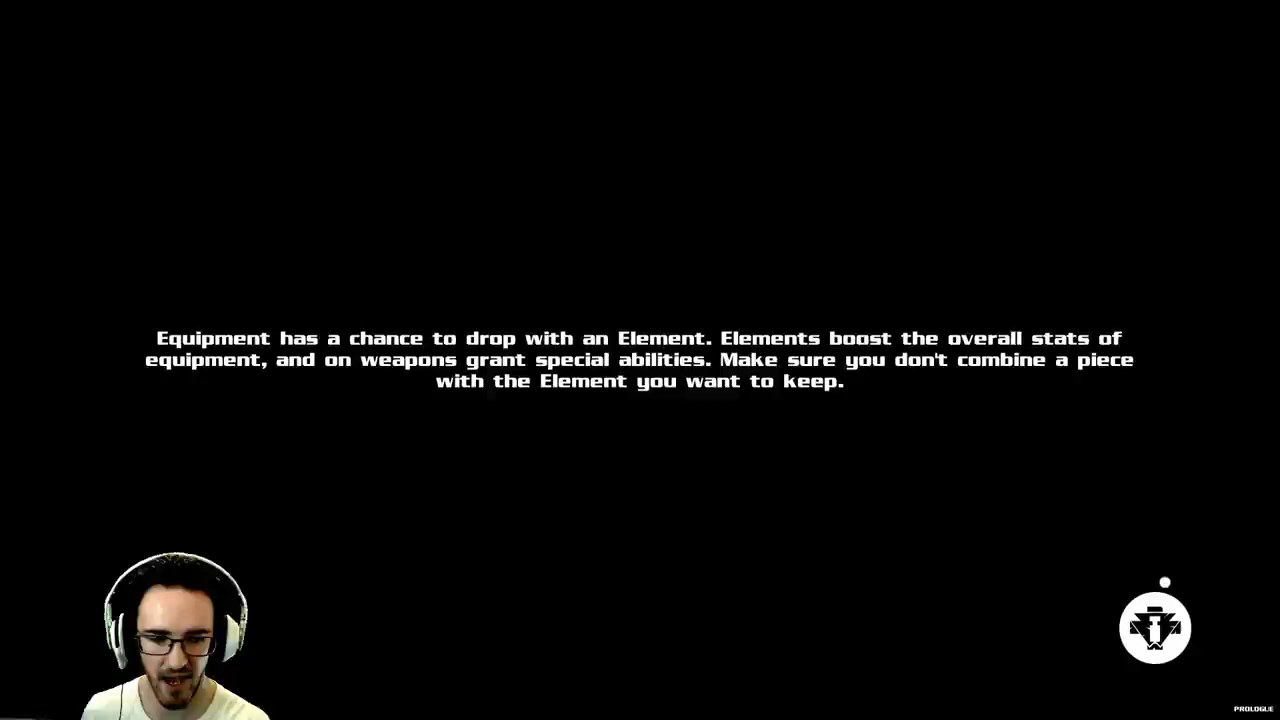 Equipment has a chance to drop with an Element. Elements boost the overall stats of
equipment, and on weapons grant special abilities. Make sure you don't combine a piece
with the Element you want to keep.
PROLOGUE